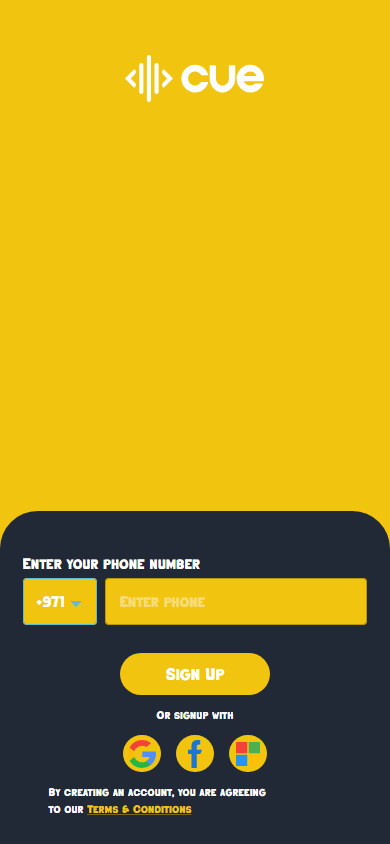 cue
Enter your phone number
+971
Enter phone
Sign Up
Or signup with
By creating an account, you are agreeing
to our Terms & Conditions